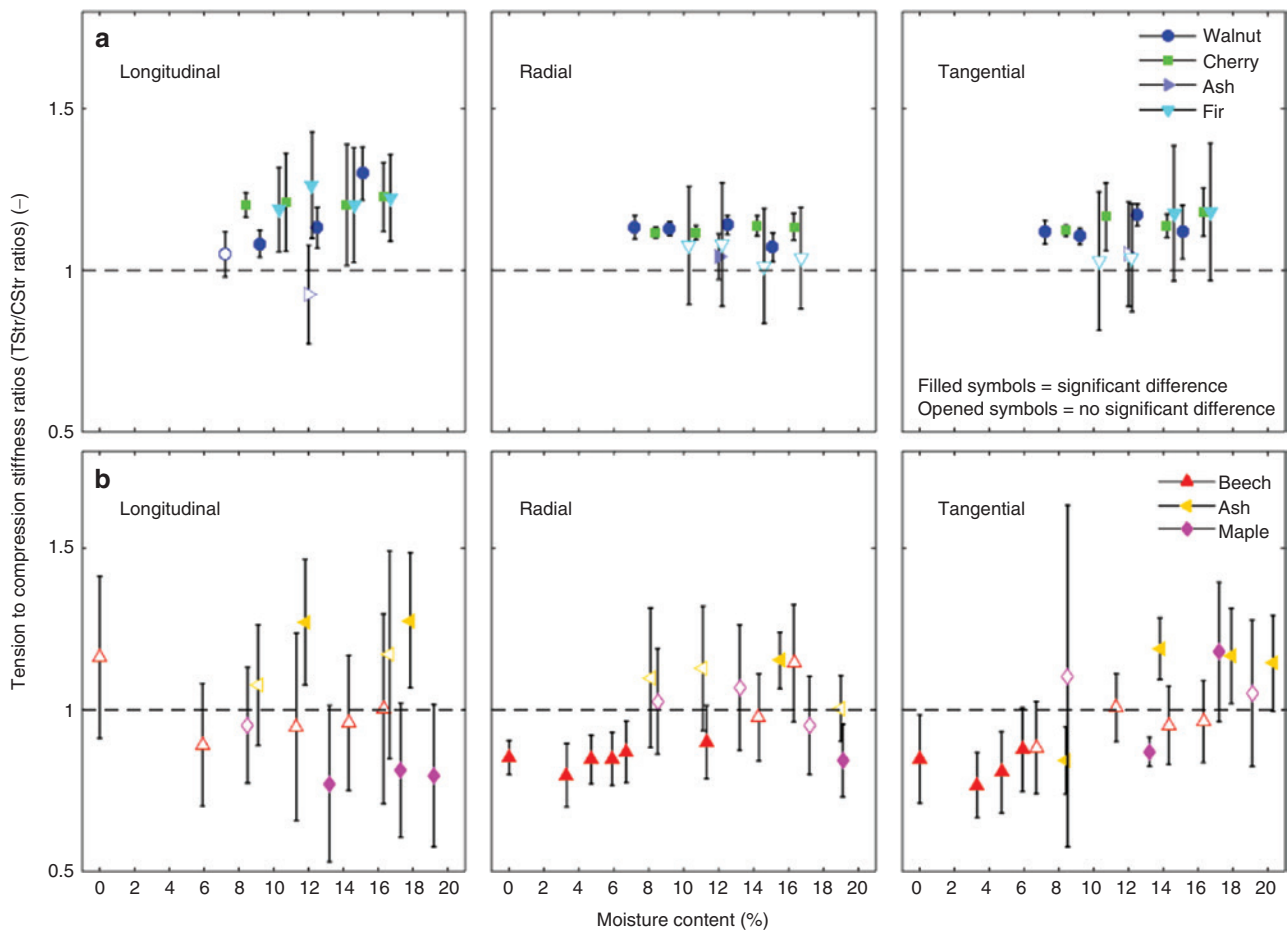 a
Longitudinal
Radial
Tangential
Walnut
Cherry
Ash
Fir
1.5
1
0.5
Filled symbols = significant difference
Opened symbols = no significant difference
Tension to compression stiffness ratios (TStr/CStr ratios) (–)
b
Longitudinal
Radial
Tangential
Beech
Ash
Maple
1.5
1
0.5
0 2 4 6 8 10 12 14 16 18 20
0 2 4 6 8 10 12 14 16 18 20
0 2 4 6 8 10 12 14 16 18 20
Moisture content (%)